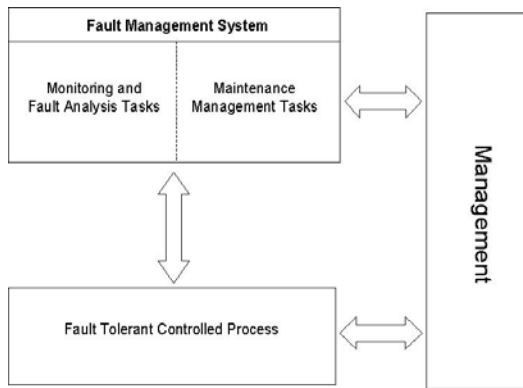 Fault Management System
Monitoring and
Fault Analysis Tasks
Maintenance
Management Tasks
Management
Fault Tolerant Controlled Process